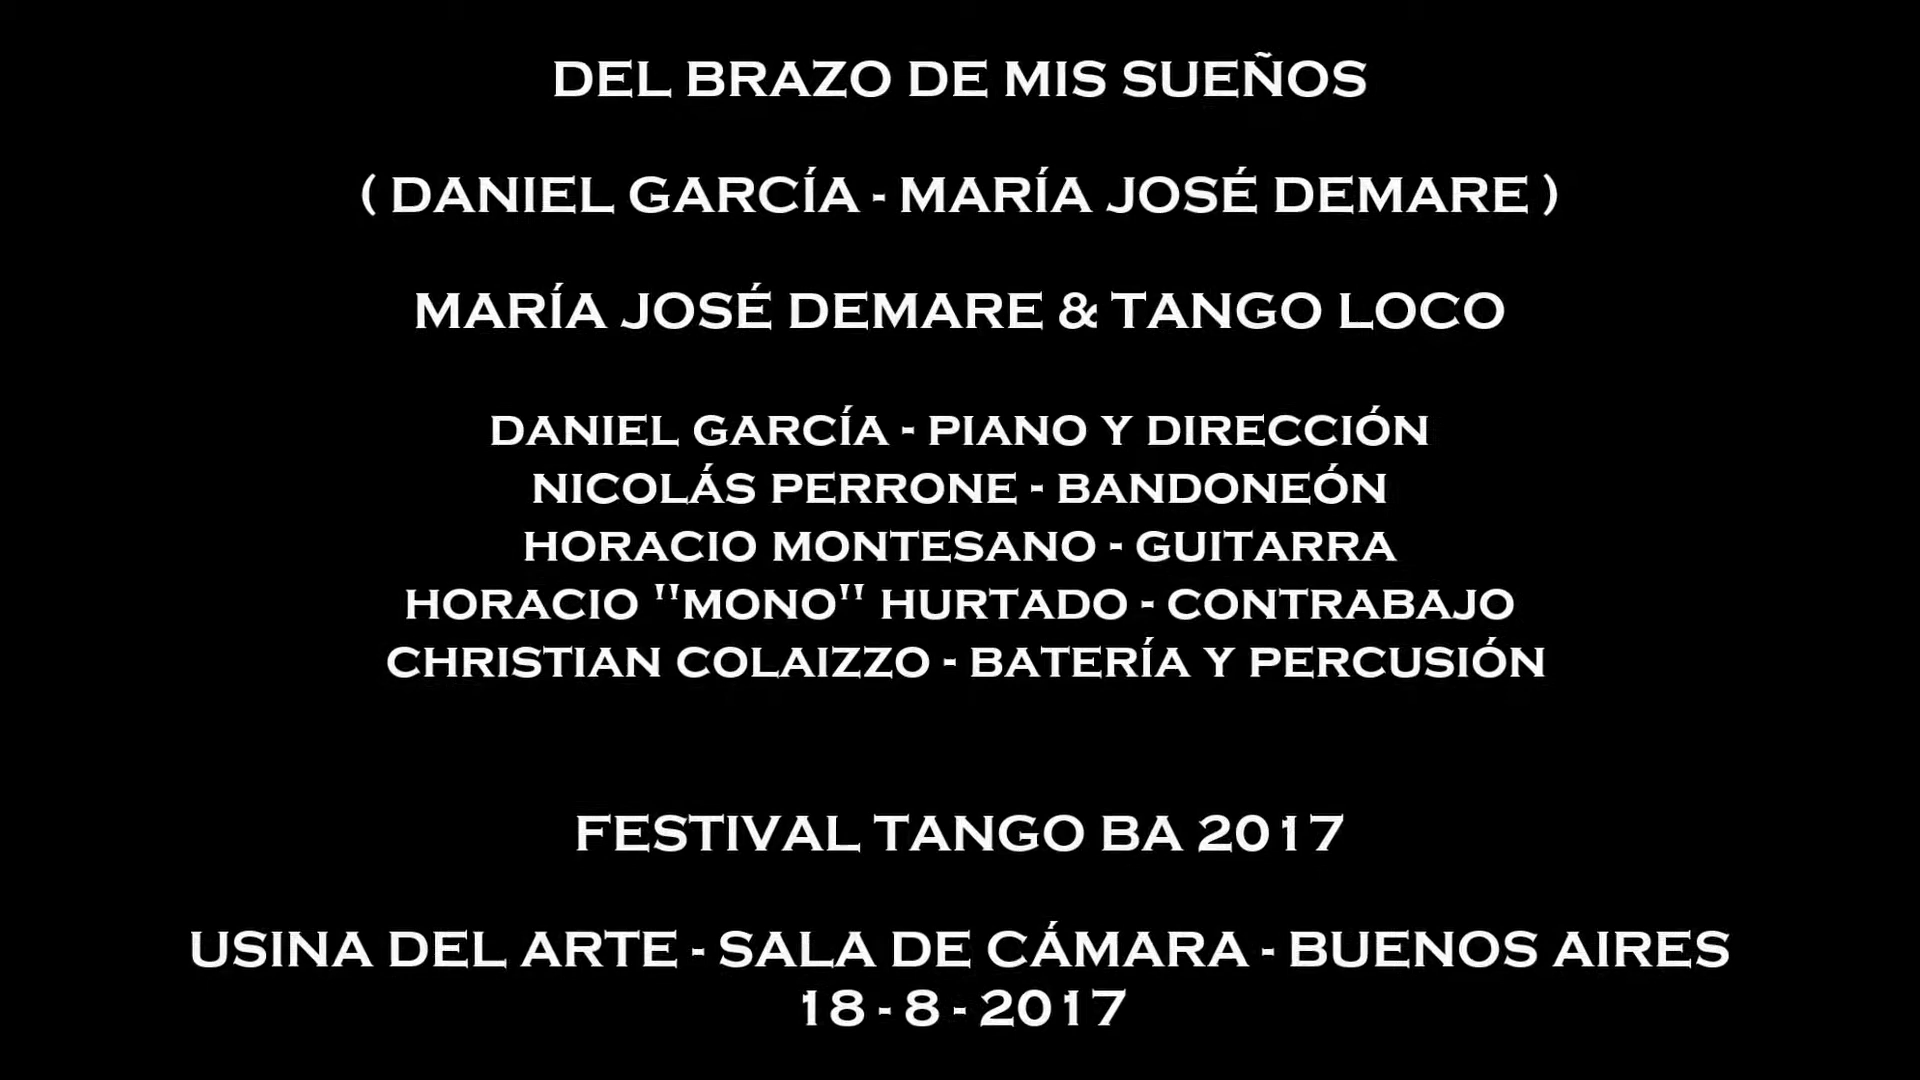 DEL BRAZO DE MIS SUEÑOS
( DANIEL GARCÍA - MARÍA JOSÉ DEMARE )
MARÍA JOSÉ DEMARE & TANGO LOCO
DANIEL GARCÍA - PIANO Y DIRECCIÓN
NICOLÁS PERRONE - BANDONEÓN
HORACIO MONTESANO - GUITARRA
HORACIO "MONO" HURTADO - CONTRABAJO
CHRISTIAN COLAIZZO - BATERÍA Y PERCUSIÓN
FESTIVAL TANGO BA 2017
USINA DEL ARTE - SALA DE CÁMARA - BUENOS AIRES
18 - 8 - 2017